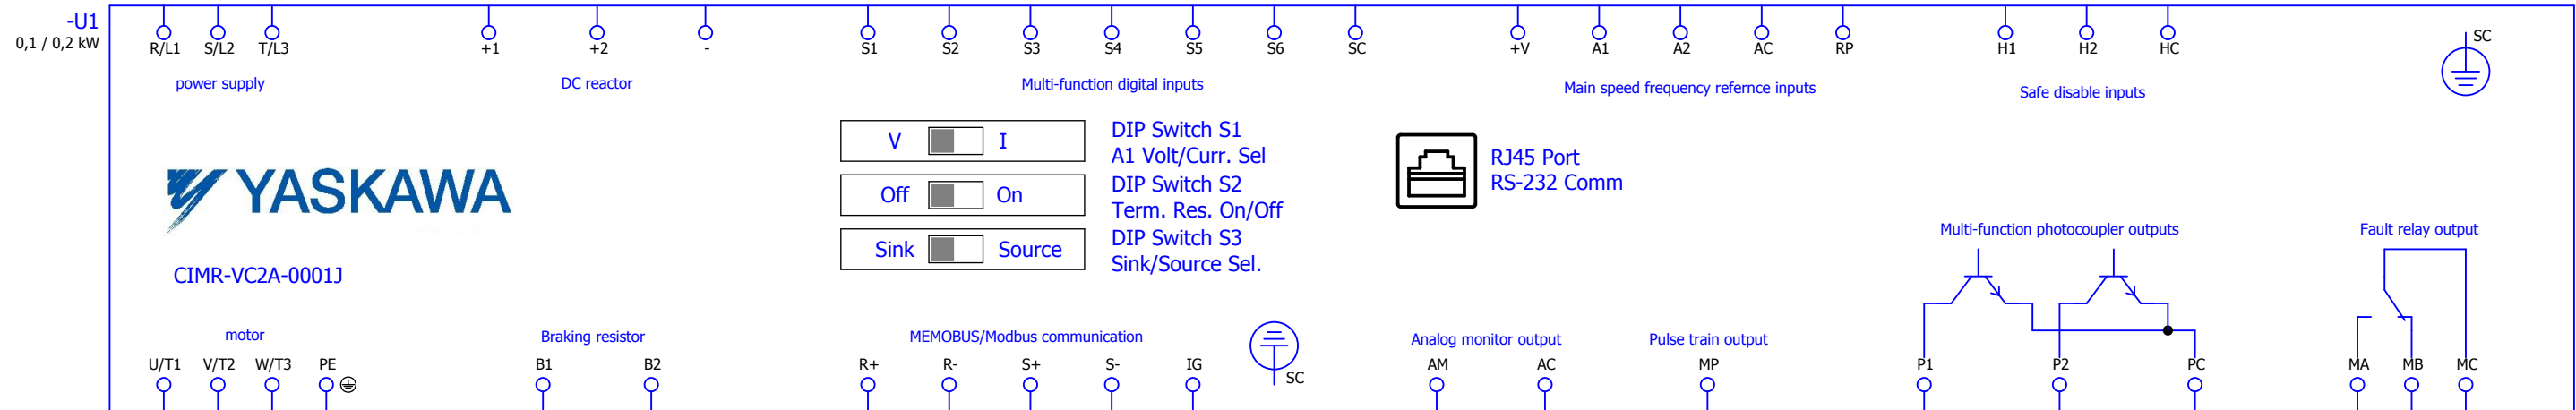 -U1
0,1 / 0,2 kW
R/L1 S/L2 T/L3 +1 +2 - S1 S2 S3 S4 S5 S6 SC +V A1 A2 AC RP H1 H2 HC SC
power supply DC reactor Multi-function digital inputs Main speed frequency refernce inputs Safe disable inputs
V I DIP Switch S1
A1 Volt/Curr. Sel
Off On DIP Switch S2
Term. Res. On/Off
Sink Source DIP Switch S3
Sink/Source Sel.
RJ45 Port
RS-232 Comm
YASKAWA
CIMR-VC2A-0001J
Multi-function photocoupler outputs Fault relay output
motor Braking resistor MEMOBUS/Modbus communication Analog monitor output Pulse train output
U/T1 V/T2 W/T3 PE B1 B2 R+ R- S+ S- IG SC AM AC MP P1 P2 PC MA MB MC